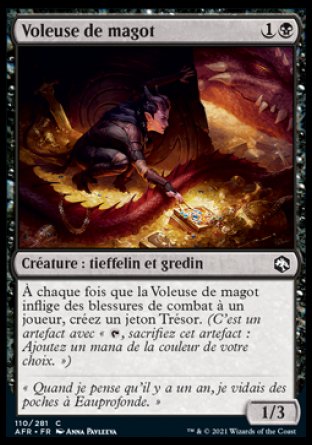 Voleuse de magot 1
Créature : tieffelin et gredin
À chaque fois que la Voleuse de magot
inflige des blessures de combat à un
joueur, créez un jeton Trésor. (C'est un
artefact avec « , sacrifiez cet artefact :
Ajoutez un mana de la couleur de votre
choix. »)
« Quand je pense qu'il y a un an, je vidais des
poches à Eauprofonde. »
1/3
110/281 C
AFR • FR Anna Pavleeva
™ & © 2021 Wizards of the Coast